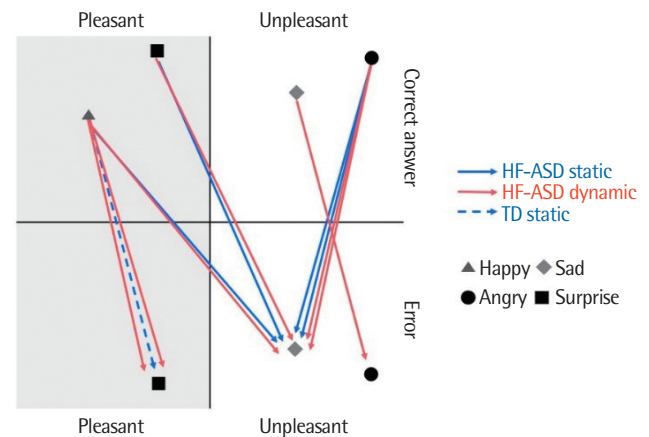 Pleasant Unpleasant
Correct answer
Error
HF-ASD static
HF-ASD dynamic
TD static
Happy Sad
Angry Surprise
Pleasant Unpleasant